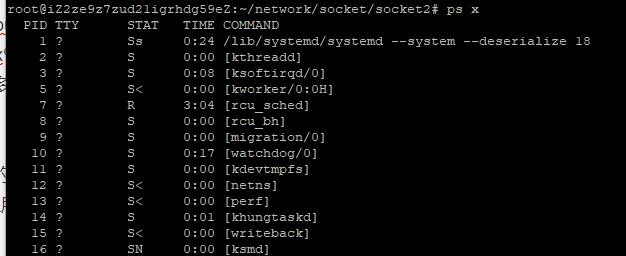 root@iZ2ze9z7zud21igrhdg59eZ:~/network/socket/socket2# ps x
  PID TTY      STAT   TIME COMMAND
    1 ?        Ss     0:24 /lib/systemd/systemd --system --deserialize 18
    2 ?        S      0:00 [kthreadd]
    3 ?        S      0:08 [ksoftirqd/0]
    5 ?        S<     0:00 [kworker/0:0H]
    7 ?        R      3:04 [rcu_sched]
    8 ?        S      0:00 [rcu_bh]
    9 ?        S      0:00 [migration/0]
   10 ?        S      0:17 [watchdog/0]
   11 ?        S      0:00 [kdevtmpfs]
   12 ?        S<     0:00 [netns]
   13 ?        S<     0:00 [perf]
   14 ?        S      0:01 [khungtaskd]
   15 ?        S<     0:00 [writeback]
   16 ?        SN     0:00 [ksmd]